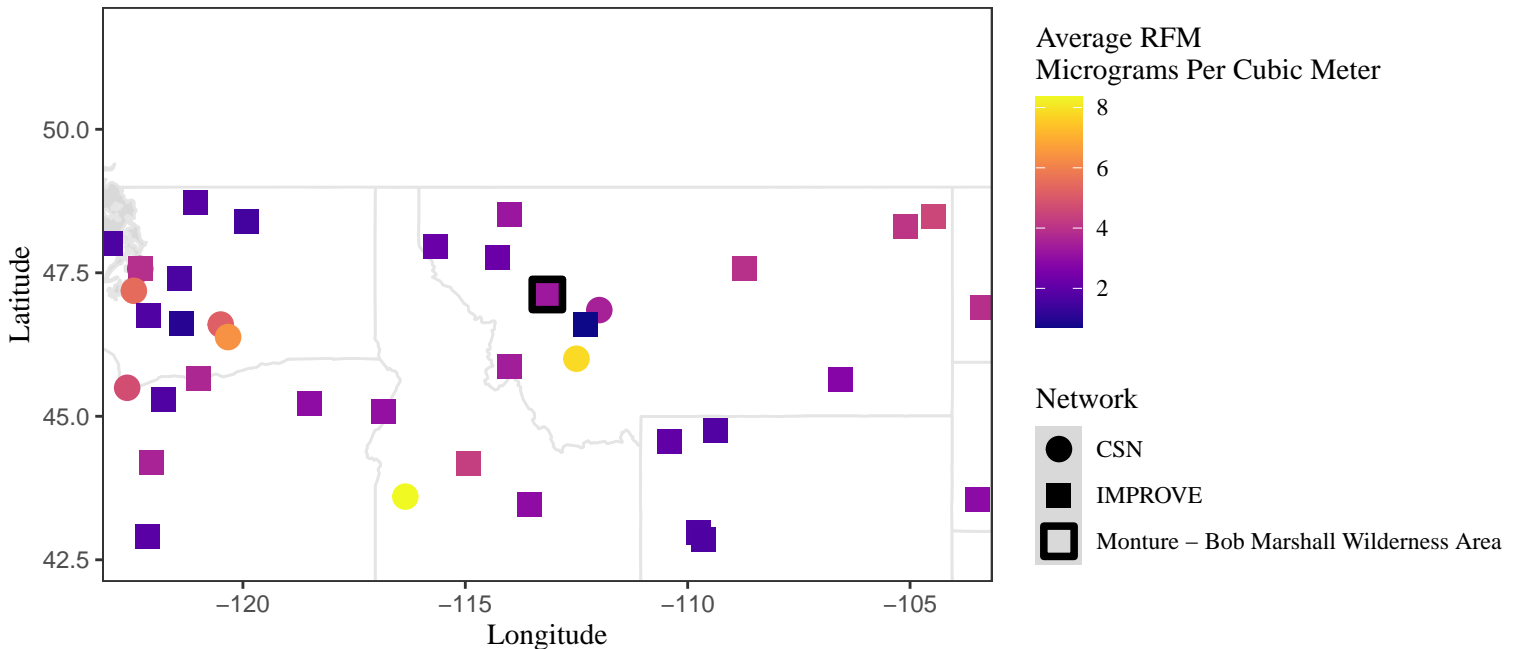 50.0
47.5
45.0
42.5
Latitude
−120
−115
−110
−105
Longitude
Average RFM
Micrograms Per Cubic Meter
8
6
4
2
Network
CSN
IMPROVE
Monture – Bob Marshall Wilderness Area